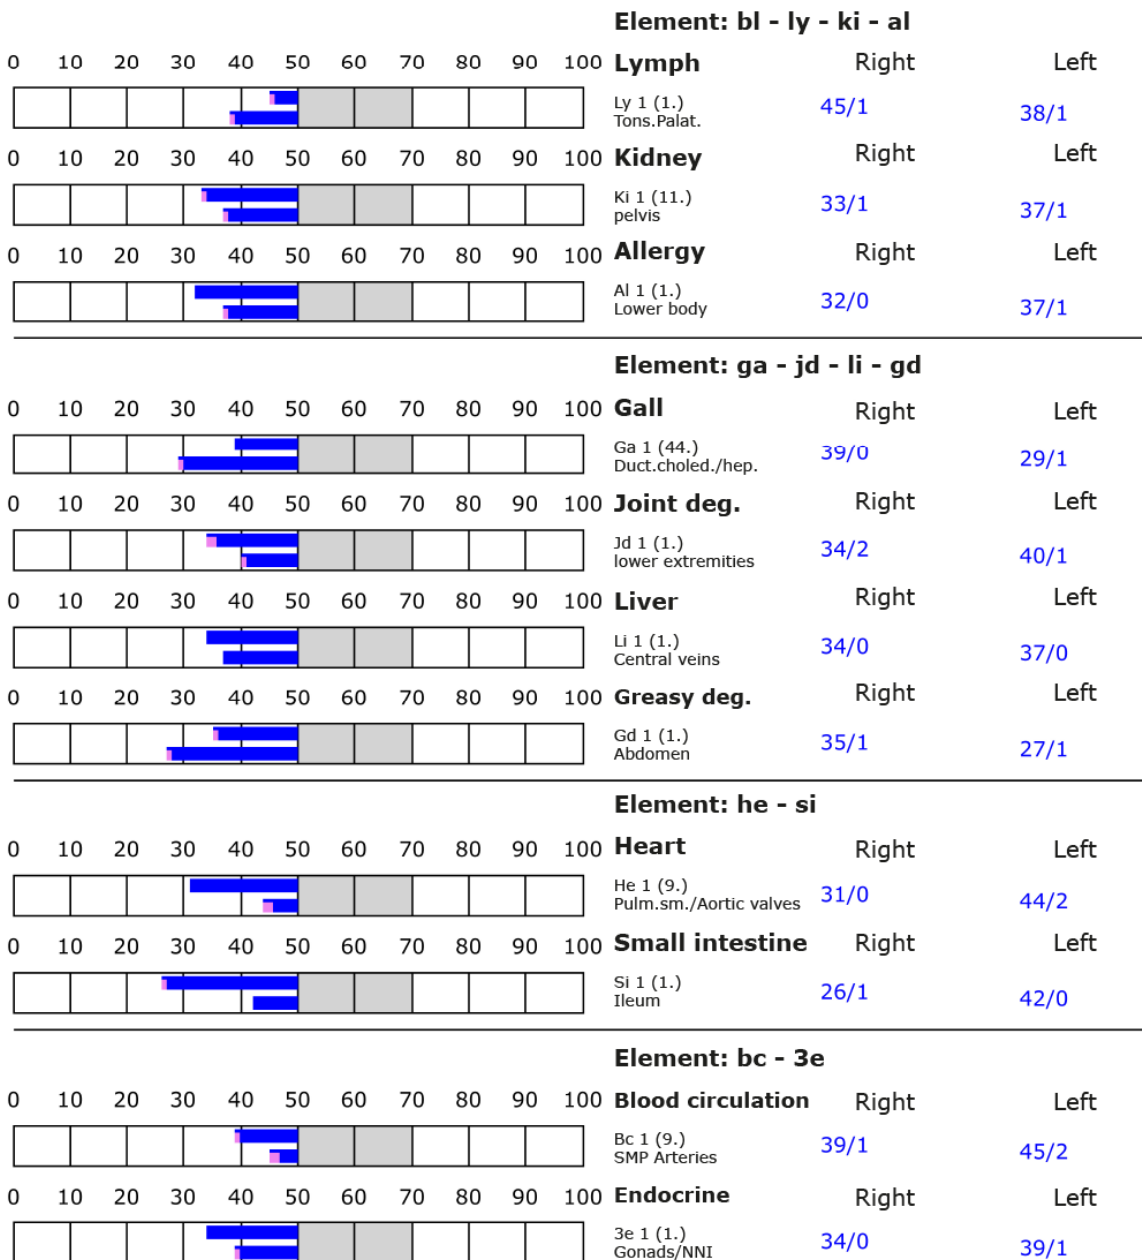 Element: bl - ly - ki - al
0 10 20 30 40 50 60 70 80 90 100 Lymph Right Left
Ly 1 (1.) 45/1 38/1
Tons.Palat.
0 10 20 30 40 50 60 70 80 90 100 Kidney Right Left
Ki 1 (11.) 33/1 37/1
pelvis
0 10 20 30 40 50 60 70 80 90 100 Allergy Right Left
Al 1 (1.) 32/0 37/1
Lower body
Element: ga - jd - li - gd
0 10 20 30 40 50 60 70 80 90 100 Gall Right Left
Ga 1 (44.) 39/0 29/1
Duct.choled./hep.
0 10 20 30 40 50 60 70 80 90 100 Joint deg. Right Left
Jd 1 (1.) 34/2 40/1
lower extremities
0 10 20 30 40 50 60 70 80 90 100 Liver Right Left
Li 1 (1.) 34/0 37/0
Central veins
0 10 20 30 40 50 60 70 80 90 100 Greasy deg. Right Left
Gd 1 (1.) 35/1 27/1
Abdomen
Element: he - si
0 10 20 30 40 50 60 70 80 90 100 Heart Right Left
He 1 (9.) 31/0 44/2
Pulm.sm./Aortic valves
0 10 20 30 40 50 60 70 80 90 100 Small intestine Right Left
Si 1 (1.) 26/1 42/0
Ileum
Element: bc - 3e
0 10 20 30 40 50 60 70 80 90 100 Blood circulation Right Left
Bc 1 (9.) 39/1 45/2
SMP Arteries
0 10 20 30 40 50 60 70 80 90 100 Endocrine Right Left
3e 1 (1.) 34/0 39/1
Gonads/NNI